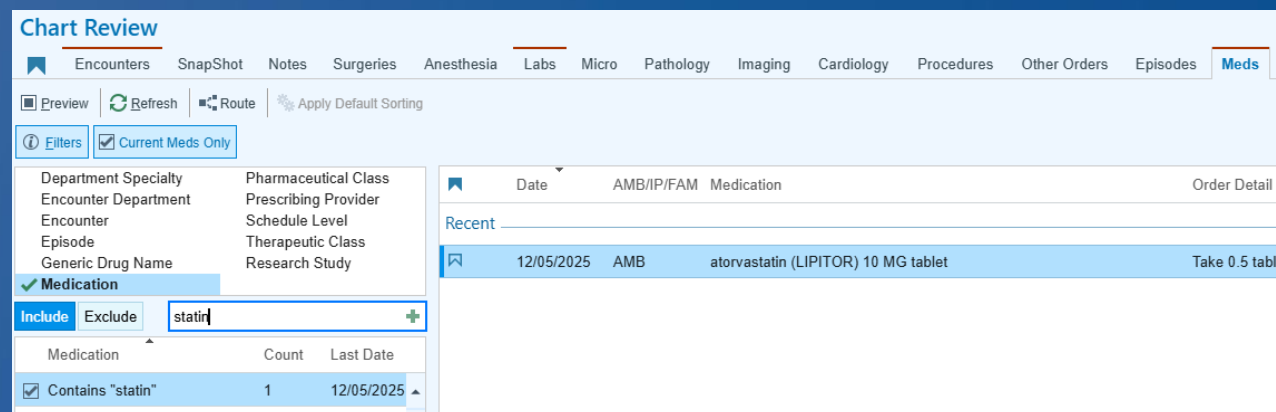 Chart Review
Encounters SnapShot Notes Surgeries Anesthesia Labs Micro Pathology Imaging Cardiology Procedures Other Orders Episodes Meds
Preview Refresh Route Apply Default Sorting
Filters Current Meds Only
Department Specialty Pharmaceutical Class
Encounter Department Prescribing Provider
Encounter Schedule Level
Episode Therapeutic Class
Generic Drug Name Research Study
Medication
Include Exclude statin
Medication Count Last Date
Contains "statin" 1 12/05/2025
Date AMB/IP/FAM Medication Order Detail
Recent
12/05/2025 AMB atorvastatin (LIPITOR) 10 MG tablet Take 0.5 tabl